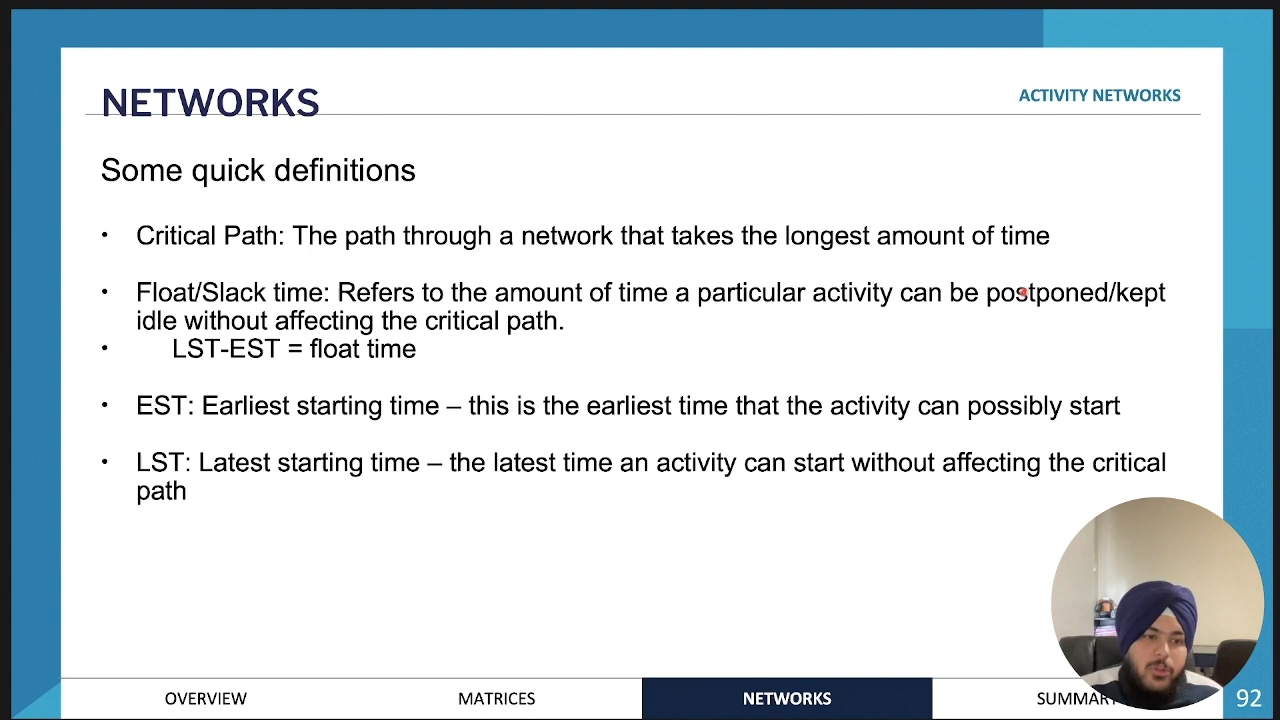 NETWORKS
ACTIVITY NETWORKS
Some quick definitions
• Critical Path: The path through a network that takes the longest amount of time
• Float/Slack time: Refers to the amount of time a particular activity can be postponed/kept
idle without affecting the critical path.
• LST-EST = float time
• EST: Earliest starting time – this is the earliest time that the activity can possibly start
• LST: Latest starting time – the latest time an activity can start without affecting the critical
path
OVERVIEW
MATRICES
NETWORKS
SUMMAR
92